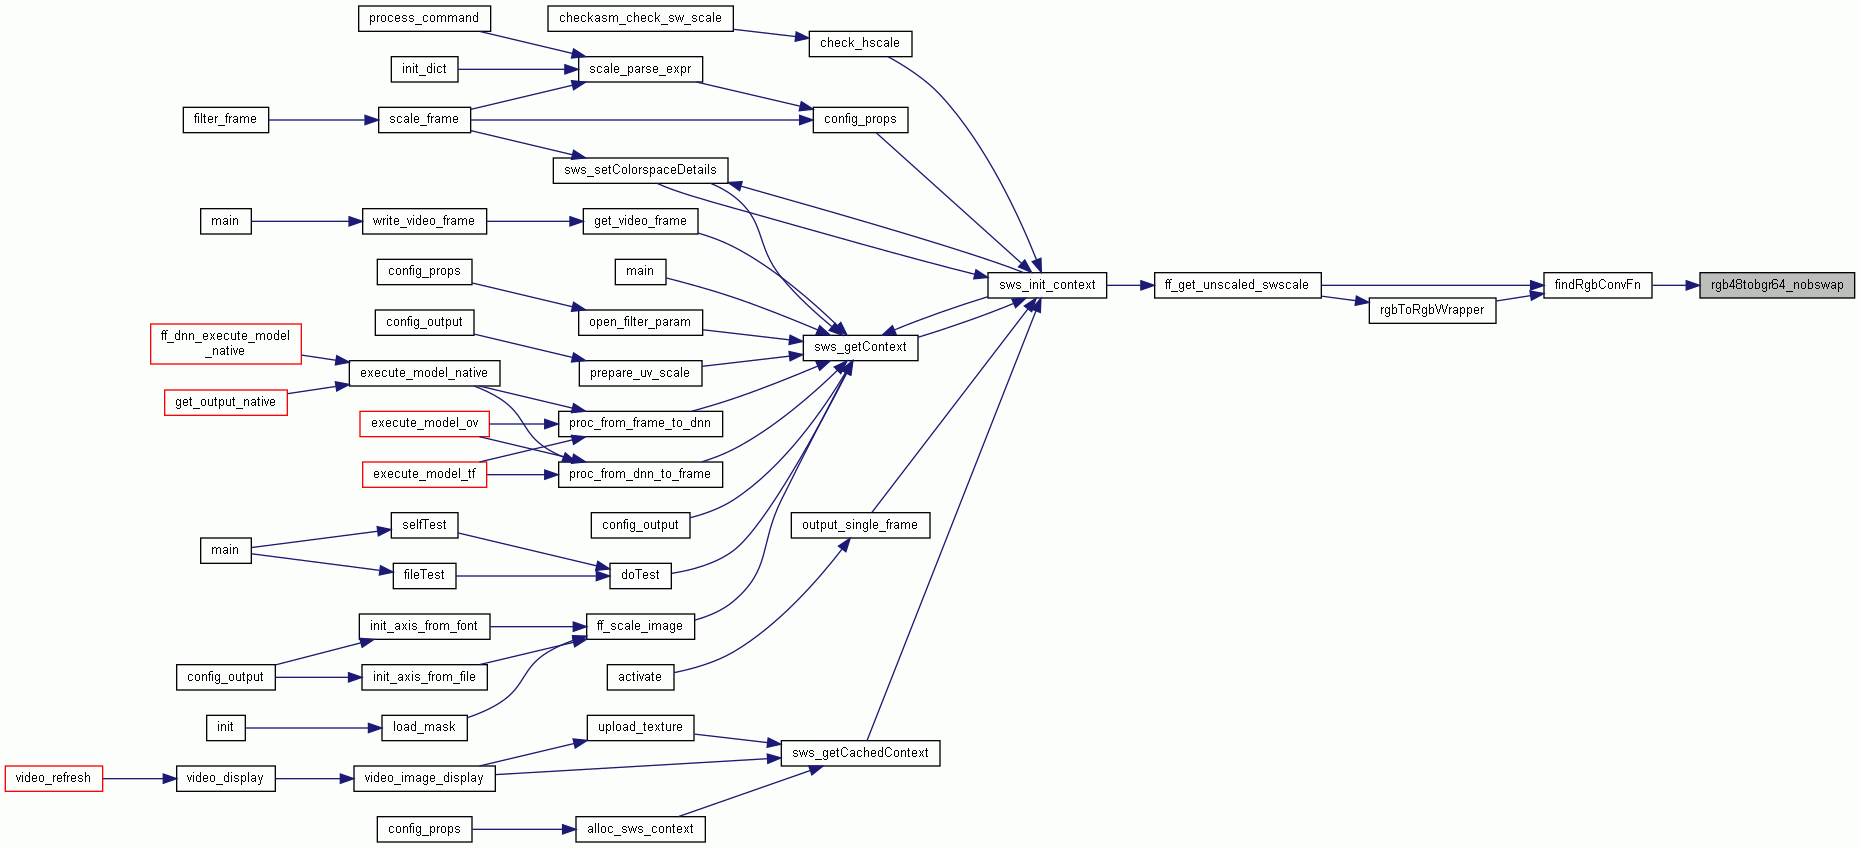 process_command
checkasm_check_sw_scale
check_hscale
init_dict
scale_parse_expr
filter_frame
scale_frame
config_props
sws_setColorspaceDetails
main
write_video_frame
get_video_frame
config_props
main
sws_init_context
ff_get_unscaled_swscale
findRgbConvFn
rgb48tobgr64_nobswap
rgbToRgbWrapper
config_output
open_filter_param
ff_dnn_execute_model
_native
sws_getContext
execute_model_native
prepare_uv_scale
get_output_native
execute_model_ov
proc_from_frame_to_dnn
execute_model_tf
proc_from_dnn_to_frame
selfTest
config_output
output_single_frame
main
fileTest
doTest
init_axis_from_font
ff_scale_image
config_output
init_axis_from_file
activate
init
load_mask
upload_texture
sws_getCachedContext
video_refresh
video_display
video_image_display
config_props
alloc_sws_context